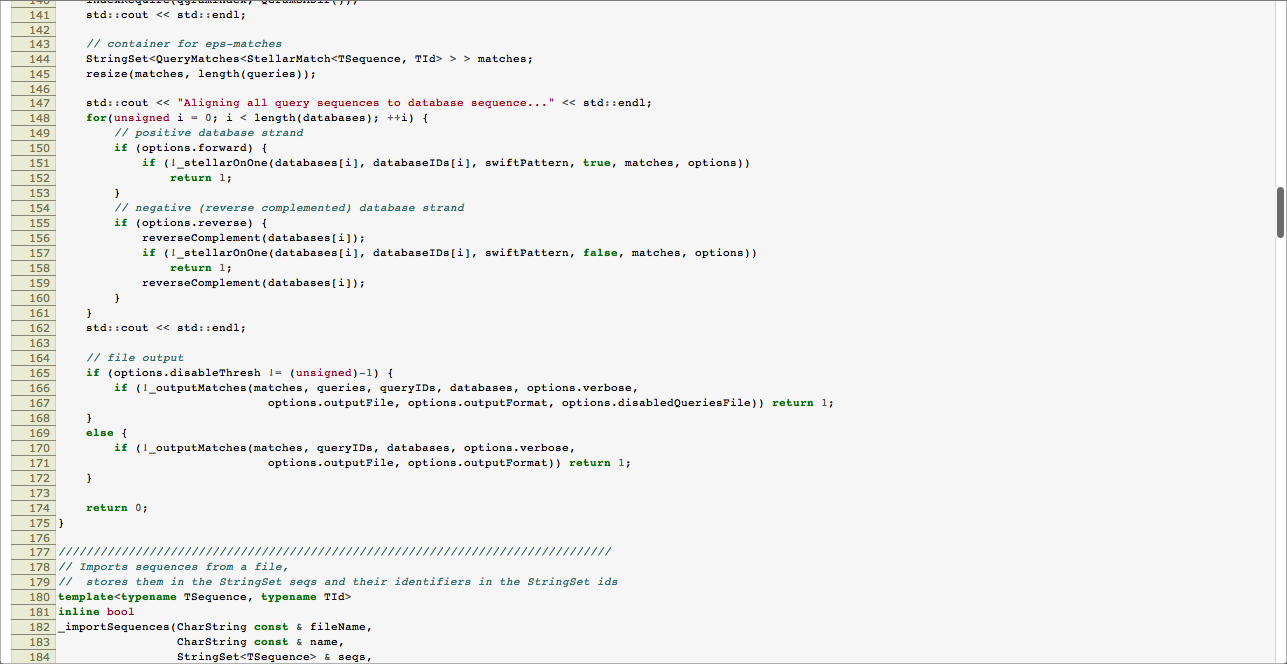 140     indexRequire(qgramIndex, QGramSADir());
141     std::cout << std::endl;
142
143     // container for eps-matches
144     StringSet<QueryMatches<StellarMatch<TSequence, TId> > > matches;
145     resize(matches, length(queries));
146
147     std::cout << "Aligning all query sequences to database sequence..." << std::endl;
148     for(unsigned i = 0; i < length(databases); ++i) {
149         // positive database strand
150         if (options.forward) {
151             if (!_stellarOnOne(databases[i], databaseIDs[i], swiftPattern, true, matches, options))
152                 return 1;
153         }
154         // negative (reverse complemented) database strand
155         if (options.reverse) {
156             reverseComplement(databases[i]);
157             if (!_stellarOnOne(databases[i], databaseIDs[i], swiftPattern, false, matches, options))
158                 return 1;
159             reverseComplement(databases[i]);
160         }
161     }
162     std::cout << std::endl;
163
164     // file output
165     if (options.disableThresh != (unsigned)-1) {
166         if (!_outputMatches(matches, queries, queryIDs, databases, options.verbose,
167                               options.outputFile, options.outputFormat, options.disabledQueriesFile)) return 1;
168     }
169     else {
170         if (!_outputMatches(matches, queryIDs, databases, options.verbose,
171                               options.outputFile, options.outputFormat)) return 1;
172     }
173
174     return 0;
175 }
176
177 ///////////////////////////////////////////////////////////////////////////////
178 // Imports sequences from a file,
179 //  stores them in the StringSet seqs and their identifiers in the StringSet ids
180 template<typename TSequence, typename TId>
181 inline bool
182 _importSequences(CharString const & fileName,
183                  CharString const & name,
184                  StringSet<TSequence> & seqs,